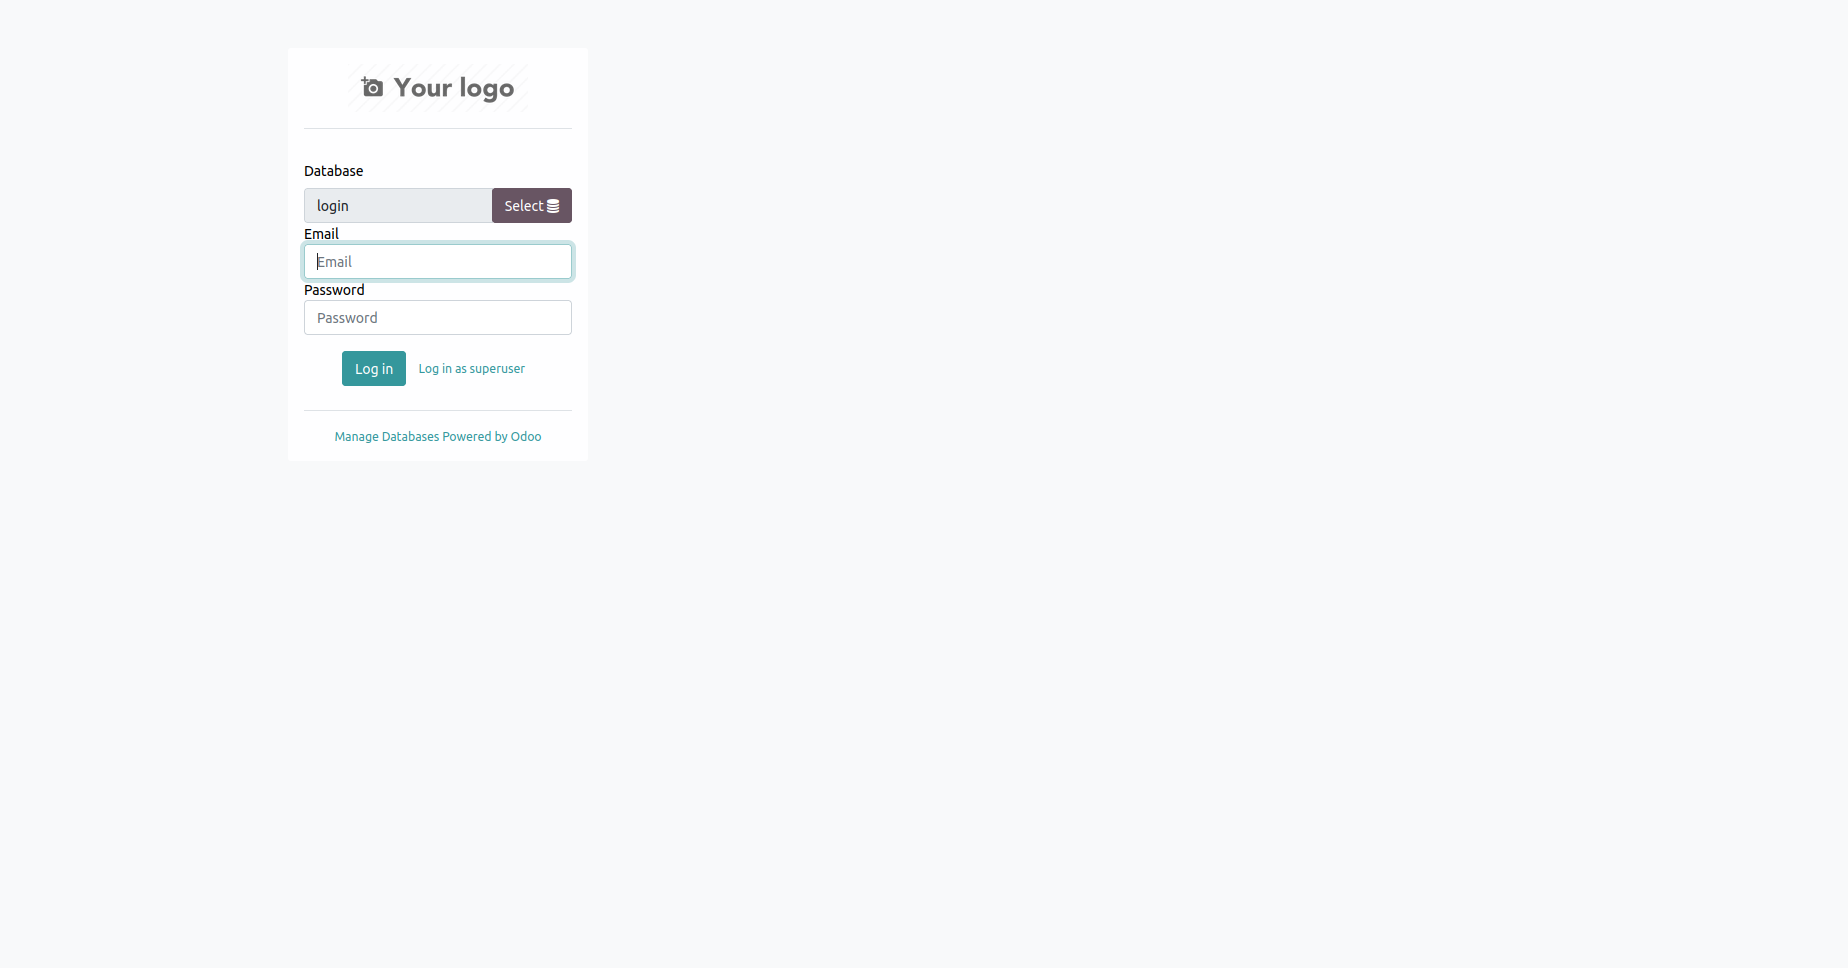 Your logo
Database
login Select
Email
Email
Password
Password
Log in Log in as superuser
Manage Databases Powered by Odoo